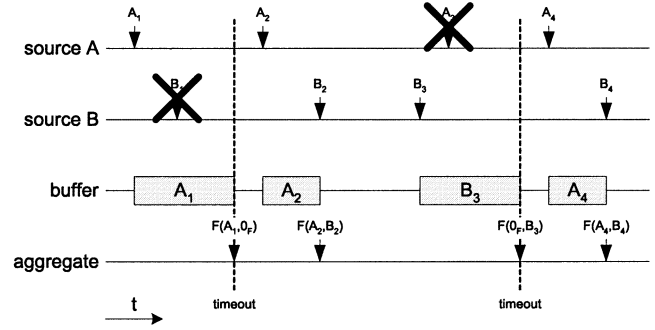 A1 A2 A4
source A
B2 B3 B4
source B
buffer A1 A2 B3 A4
F(A1,0F) F(A2,B2) F(0F,B3) F(A4,B4)
aggregate
t timeout timeout